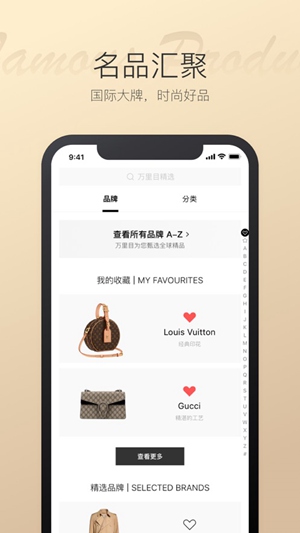 Famous Produ
名品汇聚
国际大牌，时尚好品
9:41
万里目精选
品牌
分类
查看所有品牌 A-Z >
万里目为您甄选全球精品
我的收藏 | MY FAVOURITES
Louis Vuitton
经典印花
Gucci
精湛的工艺
查看更多
精选品牌 | SELECTED BRANDS
A
B
C
D
E
F
G
H
I
J
K
L
M
N
O
P
Q
R
S
T
U
V
W
X
Y
Z
#